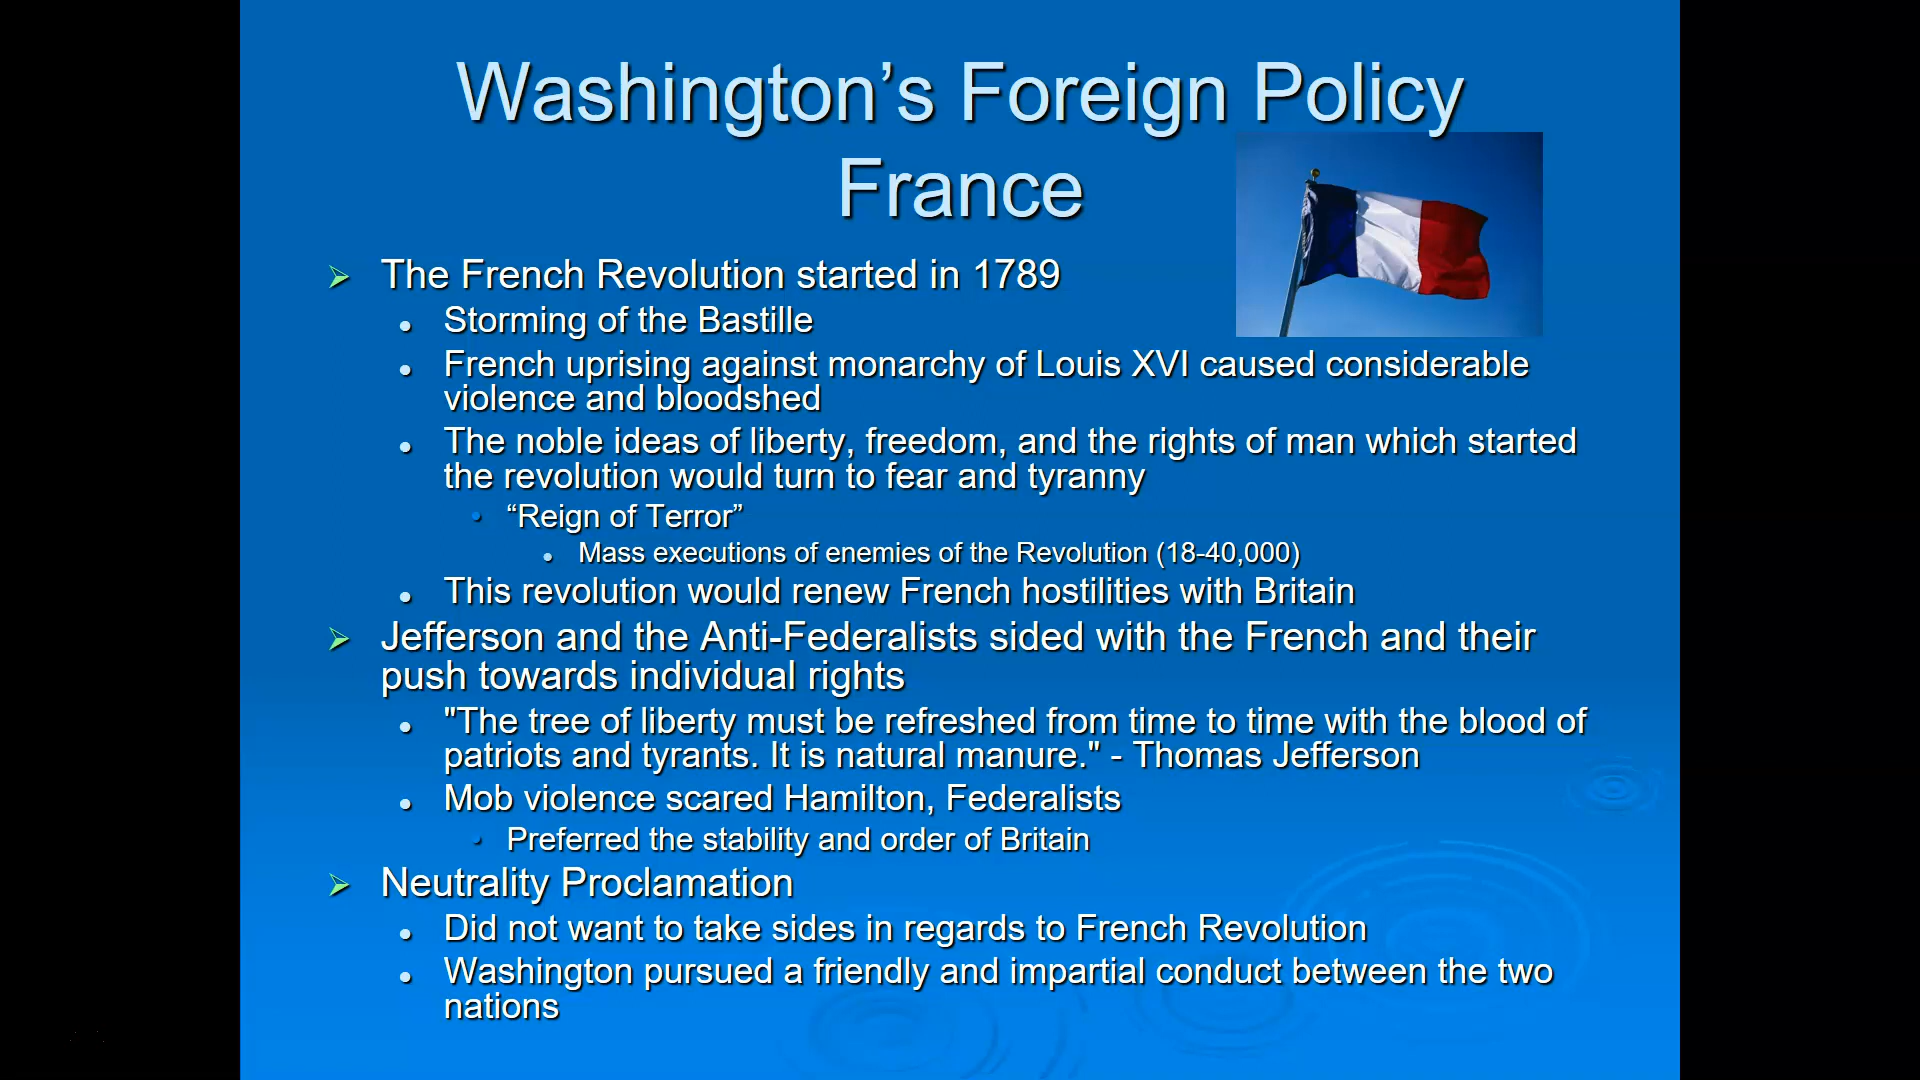 Washington’s Foreign Policy
France
The French Revolution started in 1789
Storming of the Bastille
French uprising against monarchy of Louis XVI caused considerable
violence and bloodshed
The noble ideas of liberty, freedom, and the rights of man which started
the revolution would turn to fear and tyranny
“Reign of Terror”
Mass executions of enemies of the Revolution (18-40,000)
This revolution would renew French hostilities with Britain
Jefferson and the Anti-Federalists sided with the French and their
push towards individual rights
"The tree of liberty must be refreshed from time to time with the blood of
patriots and tyrants. It is natural manure." - Thomas Jefferson
Mob violence scared Hamilton, Federalists
Preferred the stability and order of Britain
Neutrality Proclamation
Did not want to take sides in regards to French Revolution
Washington pursued a friendly and impartial conduct between the two
nations